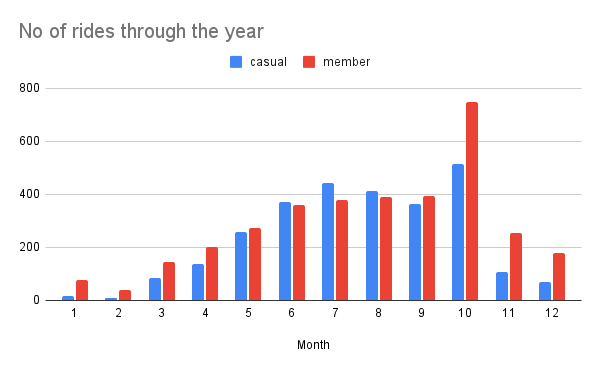 No of rides through the year
casual member
800
600
400
200
0
1 2 3 4 5 6 7 8 9 10 11 12
Month